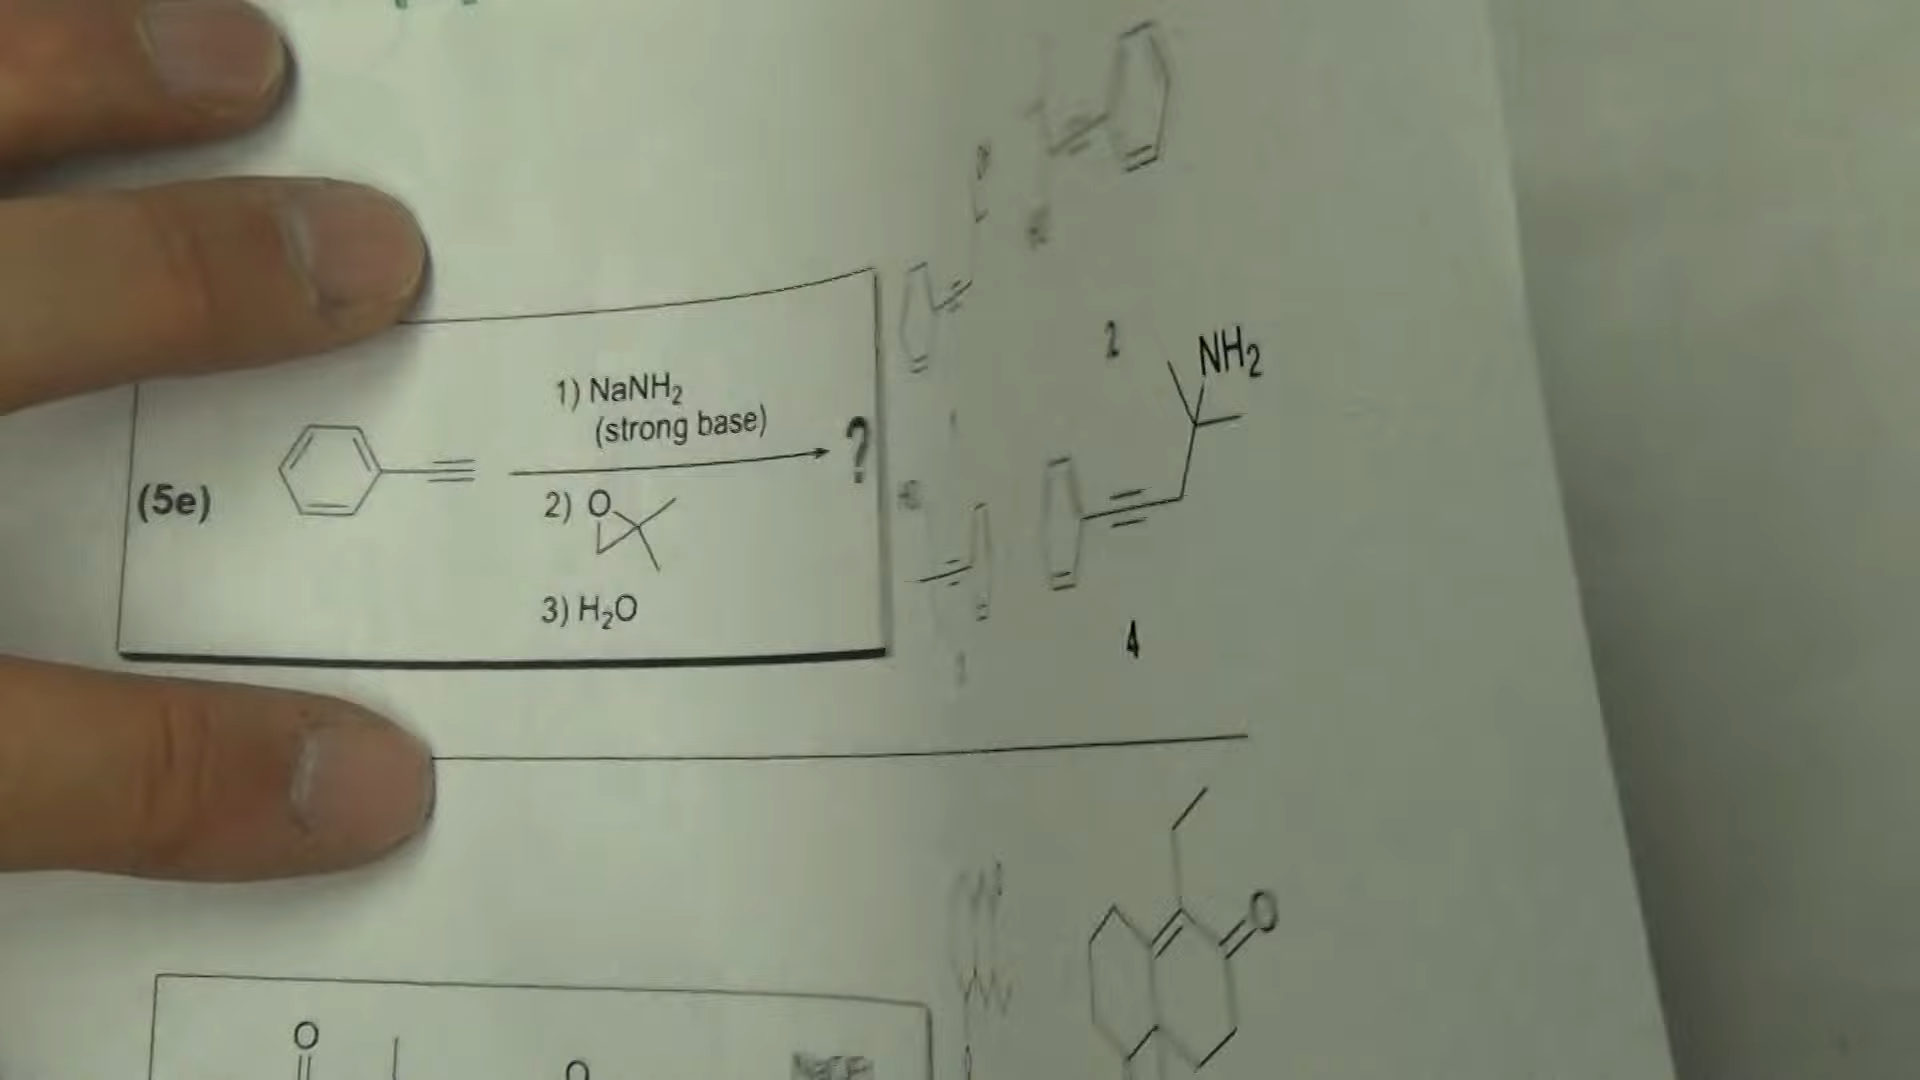 2
NH₂
1) NaNH₂
(strong base)
?
(5e)
2) O
3) H₂O
4
O
O
O